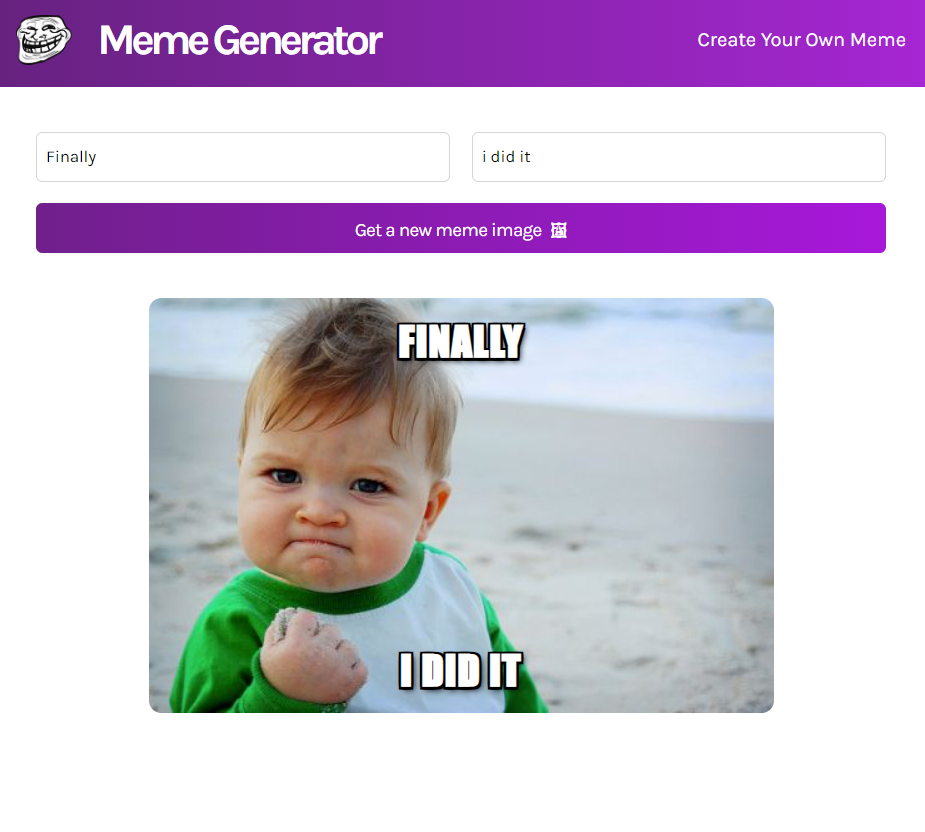 Meme Generator
Create Your Own Meme
Finally
i did it
Get a new meme image 🖼
FINALLY
I DID IT